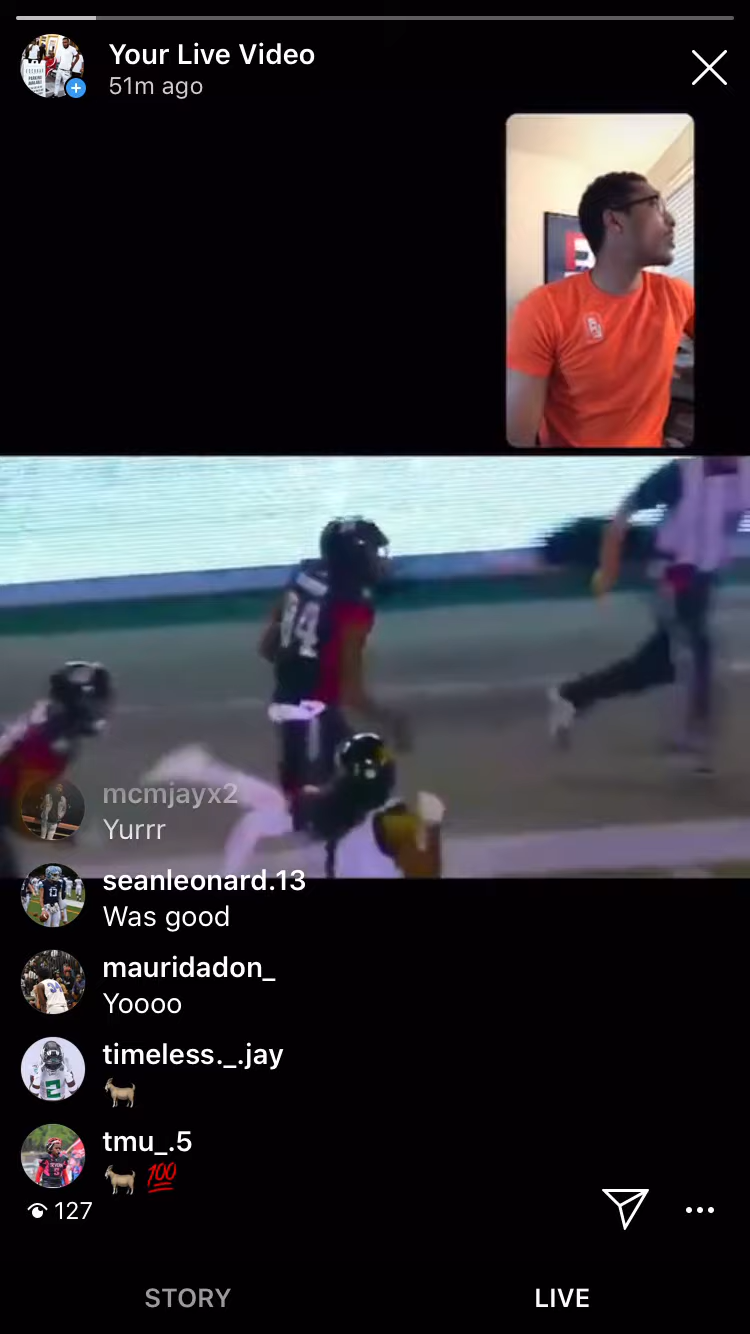 Your Live Video
51m ago
84
mcmjayx2
Yurrr
seanleonard.13
Was good
mauridadon_
Yoooo
timeless._.jay
🐐
tmu_.5
🐐 💯
127
STORY
LIVE